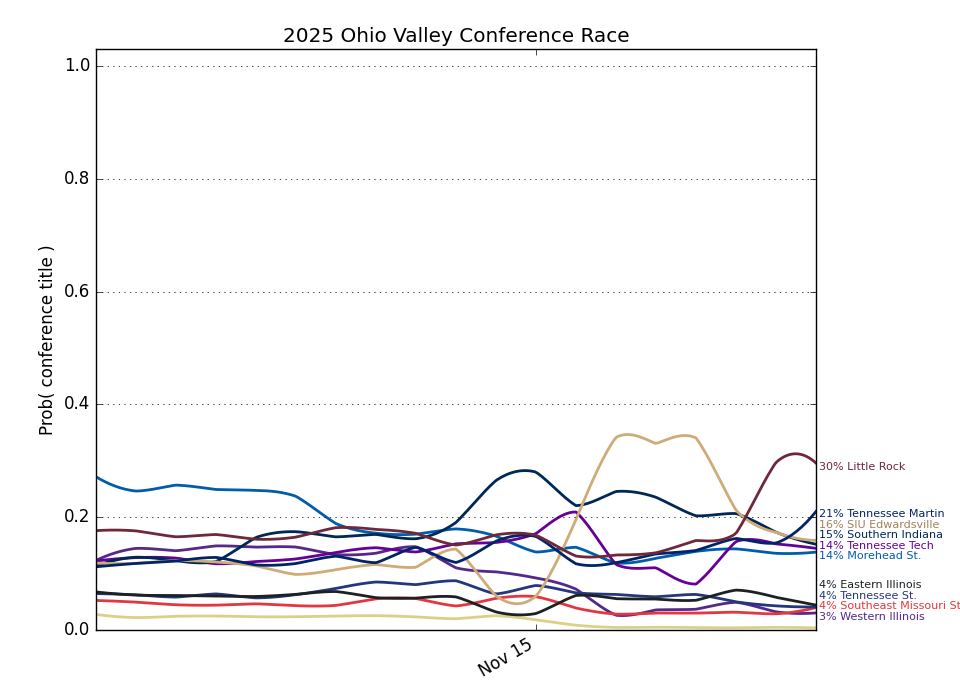 2025 Ohio Valley Conference Race
1.0
0.8
0.6
0.4
0.2
0.0
Prob( conference title )
Nov 15
30% Little Rock
21% Tennessee Martin
16% SIU Edwardsville
15% Southern Indiana
14% Tennessee Tech
14% Morehead St.
4% Eastern Illinois
4% Tennessee St.
4% Southeast Missouri St
3% Western Illinois